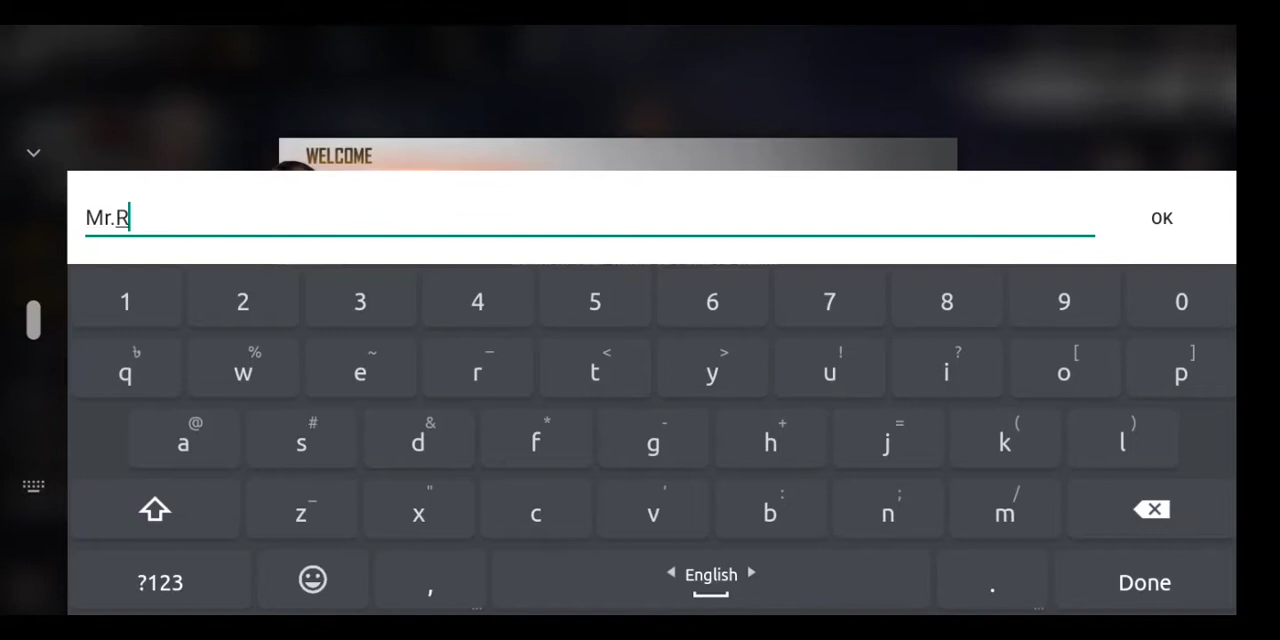 WELCOME
Mr.R
OK
1 2 3 4 5 6 7 8 9 0
৳ % ~ – < > ! ? [ ]
q w e r t y u i o p
@ # & * - + = ( )
a s d f g h j k l
_ " ' : ; /
z x c v b n m
?123 , English . Done